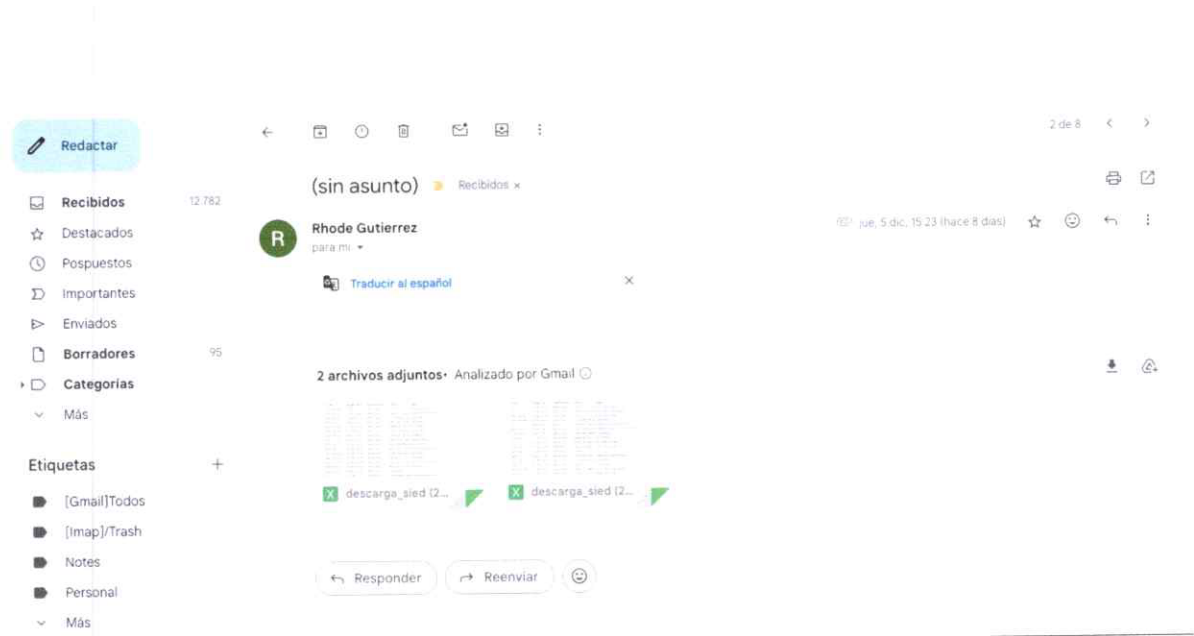 2 de 8
Redactar
(sin asunto) Recibidos ×
Recibidos 12.782
Destacados
Rhode Gutierrez jue, 5 dic, 15:23 (hace 8 días)
R
para mí
Pospuestos
Traducir al español
Importantes
Enviados
Borradores 95
2 archivos adjuntos• Analizado por Gmail
Categorías
Más
Etiquetas +
descarga_sied (2... descarga_sied (2...
[Gmail]Todos
[Imap]/Trash
Notes
Responder Reenviar
Personal
Más